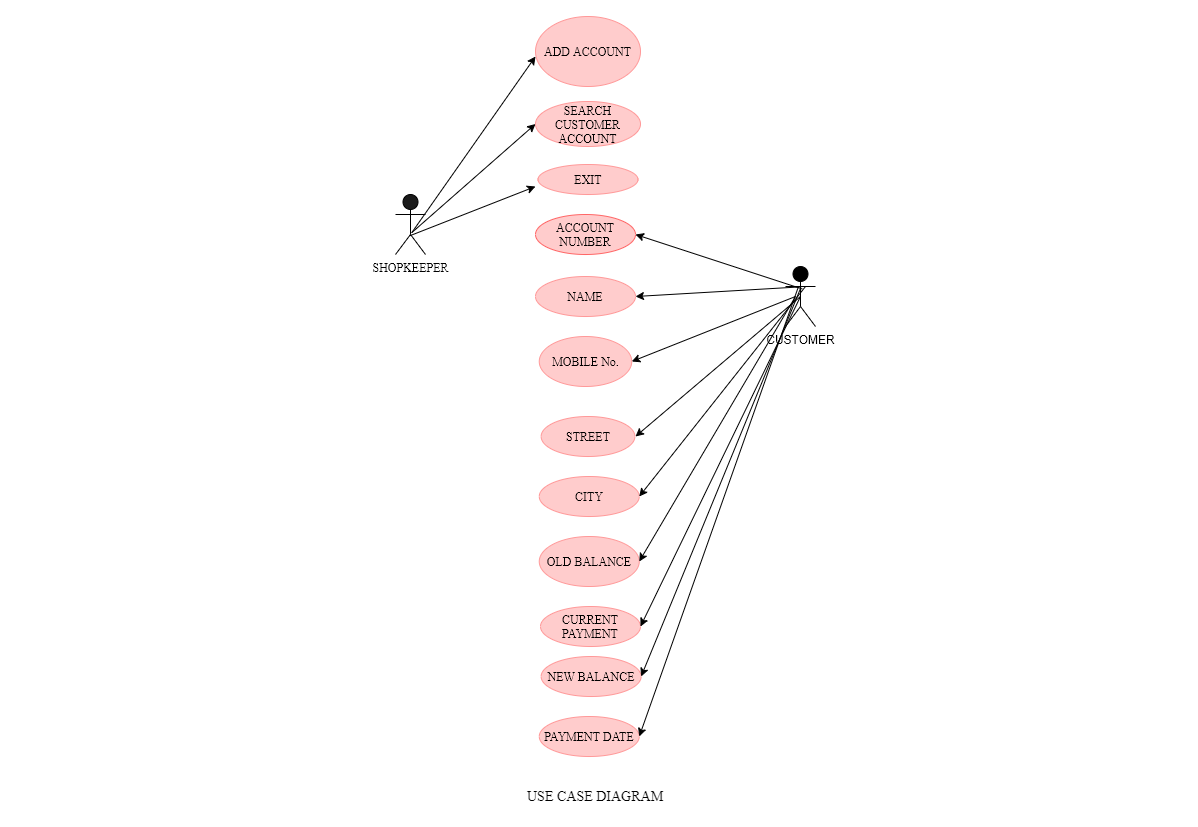 ADD ACCOUNT
SEARCH
CUSTOMER
ACCOUNT
EXIT
SHOPKEEPER
ACCOUNT
NUMBER
NAME
CUSTOMER
MOBILE No.
STREET
CITY
OLD BALANCE
CURRENT
PAYMENT
NEW BALANCE
PAYMENT DATE
USE CASE DIAGRAM